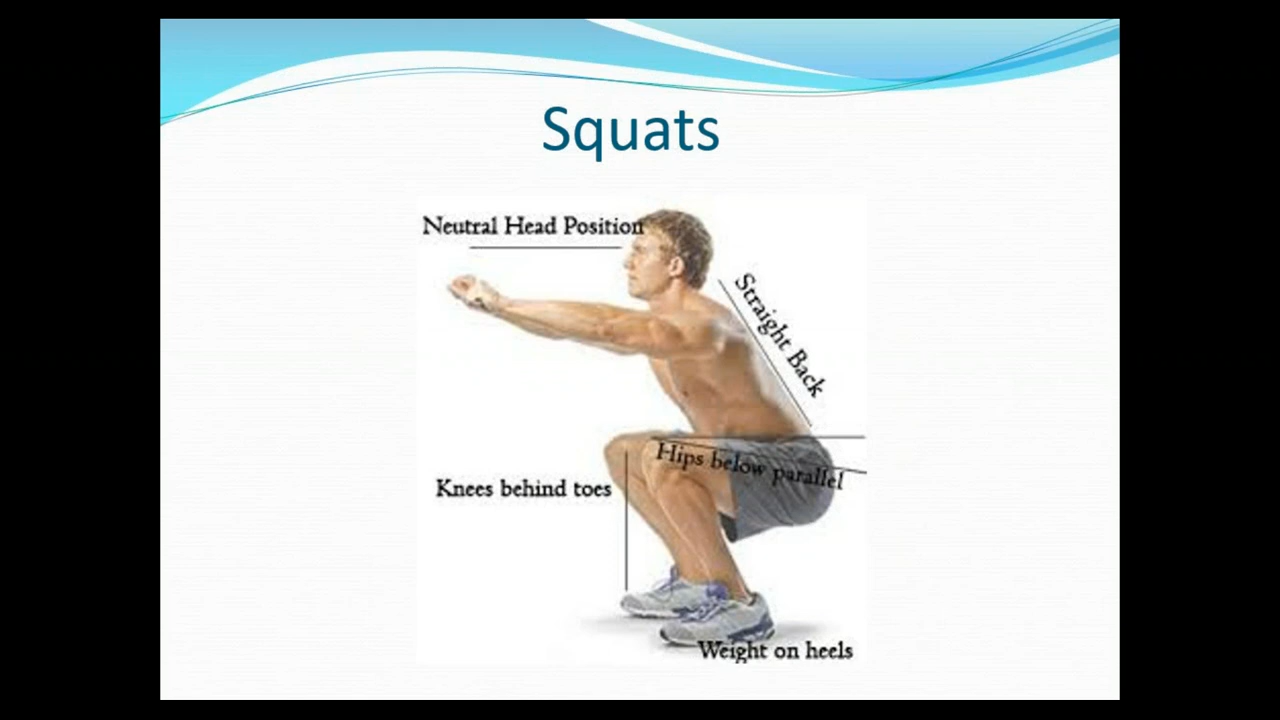 Squats
Neutral Head Position
Straight Back
Hips below parallel
Knees behind toes
Weight on heels